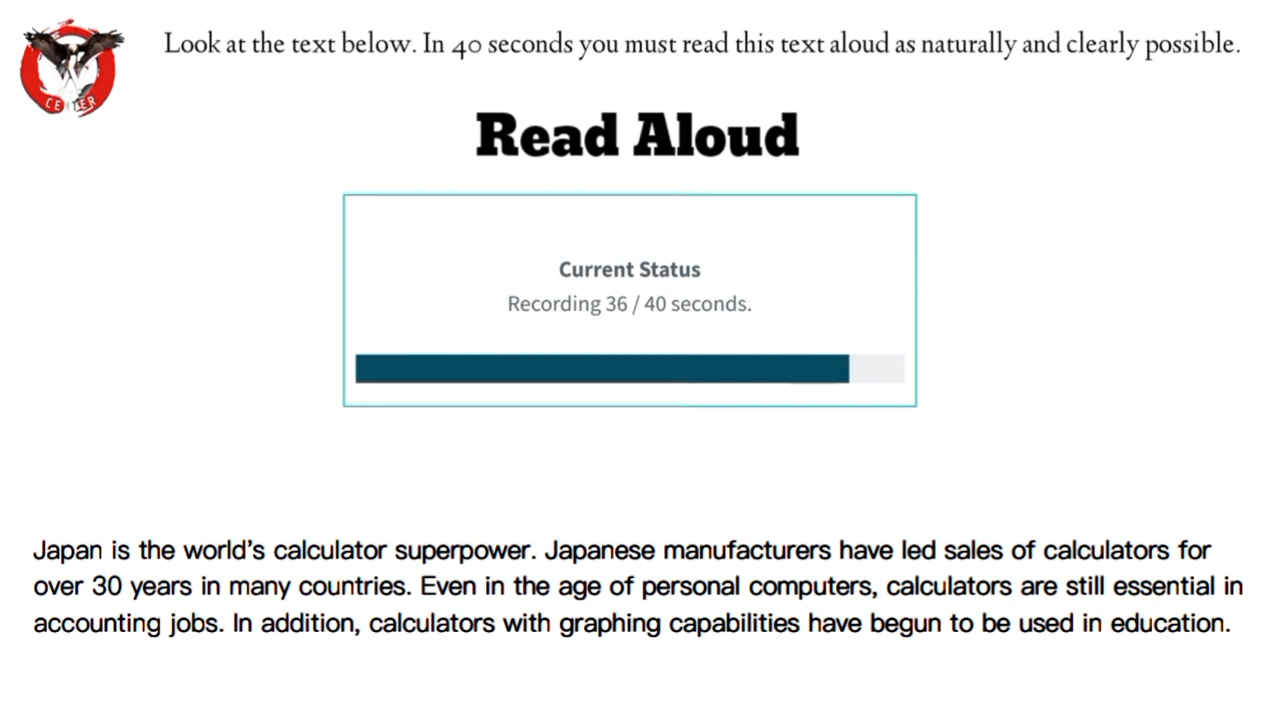 CENTER
Look at the text below. In 40 seconds you must read this text aloud as naturally and clearly possible.
Read Aloud
Current Status
Recording 36 / 40 seconds.
Japan is the world's calculator superpower. Japanese manufacturers have led sales of calculators for
over 30 years in many countries. Even in the age of personal computers, calculators are still essential in
accounting jobs. In addition, calculators with graphing capabilities have begun to be used in education.